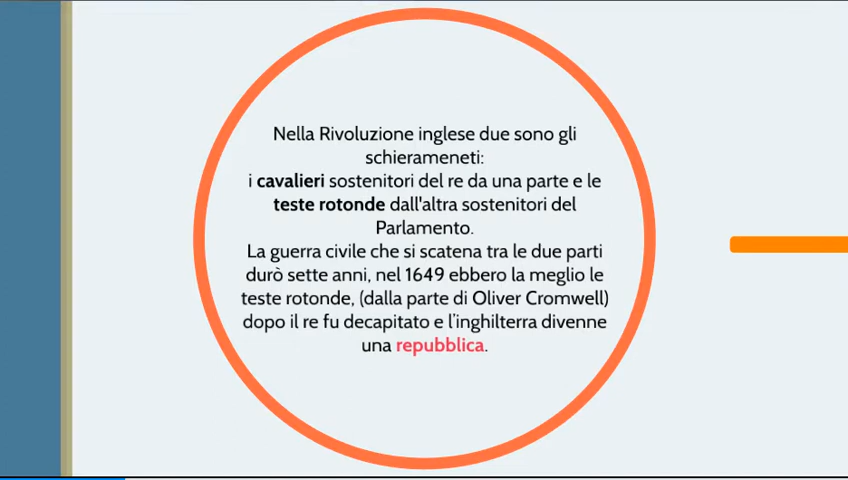 Nella Rivoluzione inglese due sono gli
schierameneti:
i cavalieri sostenitori del re da una parte e le
teste rotonde dall'altra sostenitori del
Parlamento.
La guerra civile che si scatena tra le due parti
durò sette anni, nel 1649 ebbero la meglio le
teste rotonde, (dalla parte di Oliver Cromwell)
dopo il re fu decapitato e l'inghilterra divenne
una repubblica.